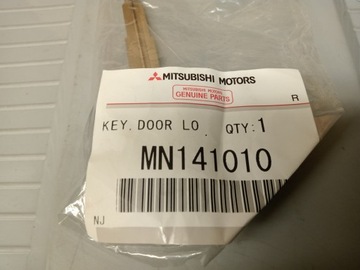 MITSUBISHI MOTORS
MITSUBISHI MOTORS
GENUINE PARTS
R
KEY.DOOR LO QTY:1
MN141010
NJ